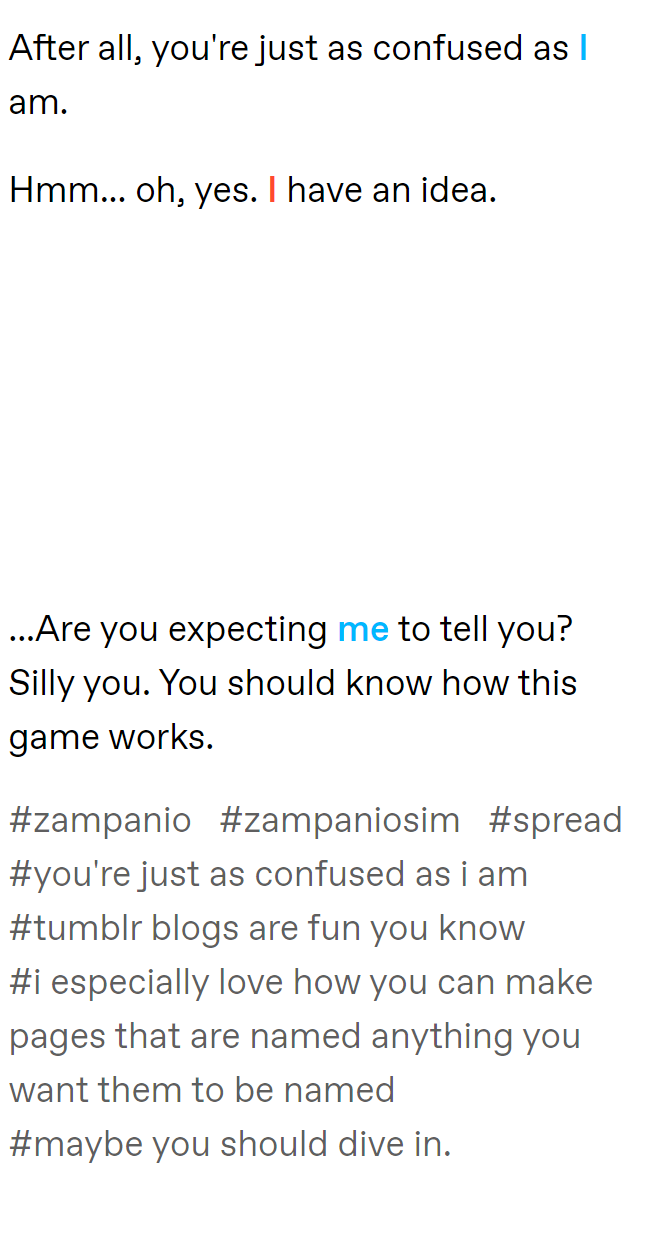 After all, you're just as confused as I
am.
Hmm... oh, yes. I have an idea.
...Are you expecting me to tell you?
Silly you. You should know how this
game works.
#zampanio #zampaniosim #spread
#you're just as confused as i am
#tumblr blogs are fun you know
#i especially love how you can make
pages that are named anything you
want them to be named
#maybe you should dive in.